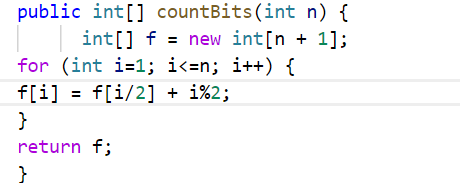 public int[] countBits(int n) {
int[] f = new int[n + 1];
for (int i=1; i<=n; i++) {
f[i] = f[i/2] + i%2;
}
return f;
}